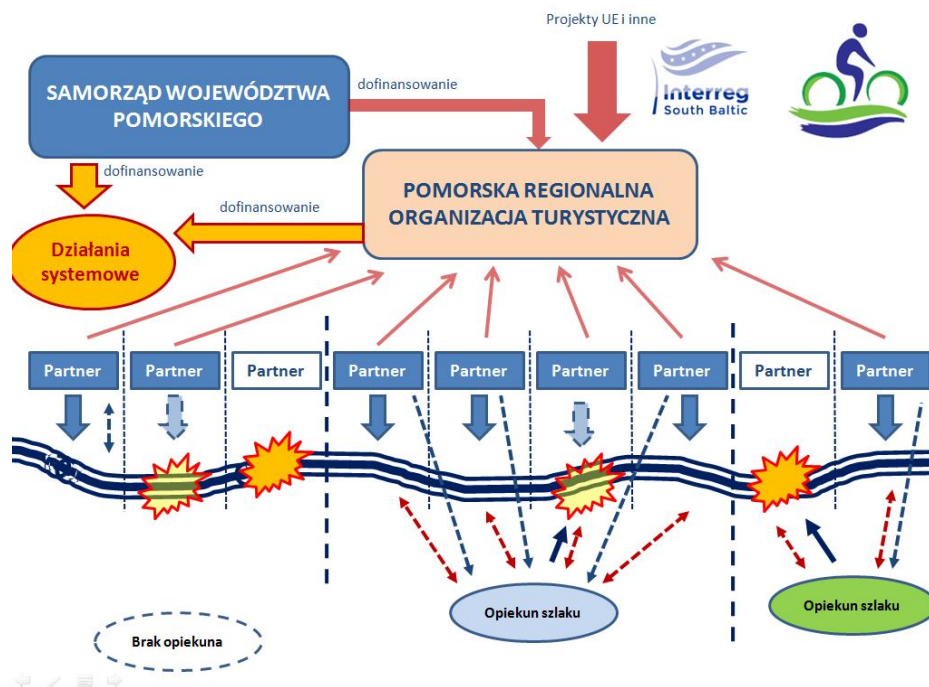 Projekty UE i inne
SAMORZĄD WOJEWÓDZTWA
POMORSKIEGO
dofinansowanie
Interreg
South Baltic
dofinansowanie
POMORSKA REGIONALNA
ORGANIZACJA TURYSTYCZNA
dofinansowanie
Działania
systemowe
Partner Partner Partner Partner Partner Partner Partner Partner Partner
Opiekun szlaku
Opiekun szlaku
Brak opiekuna